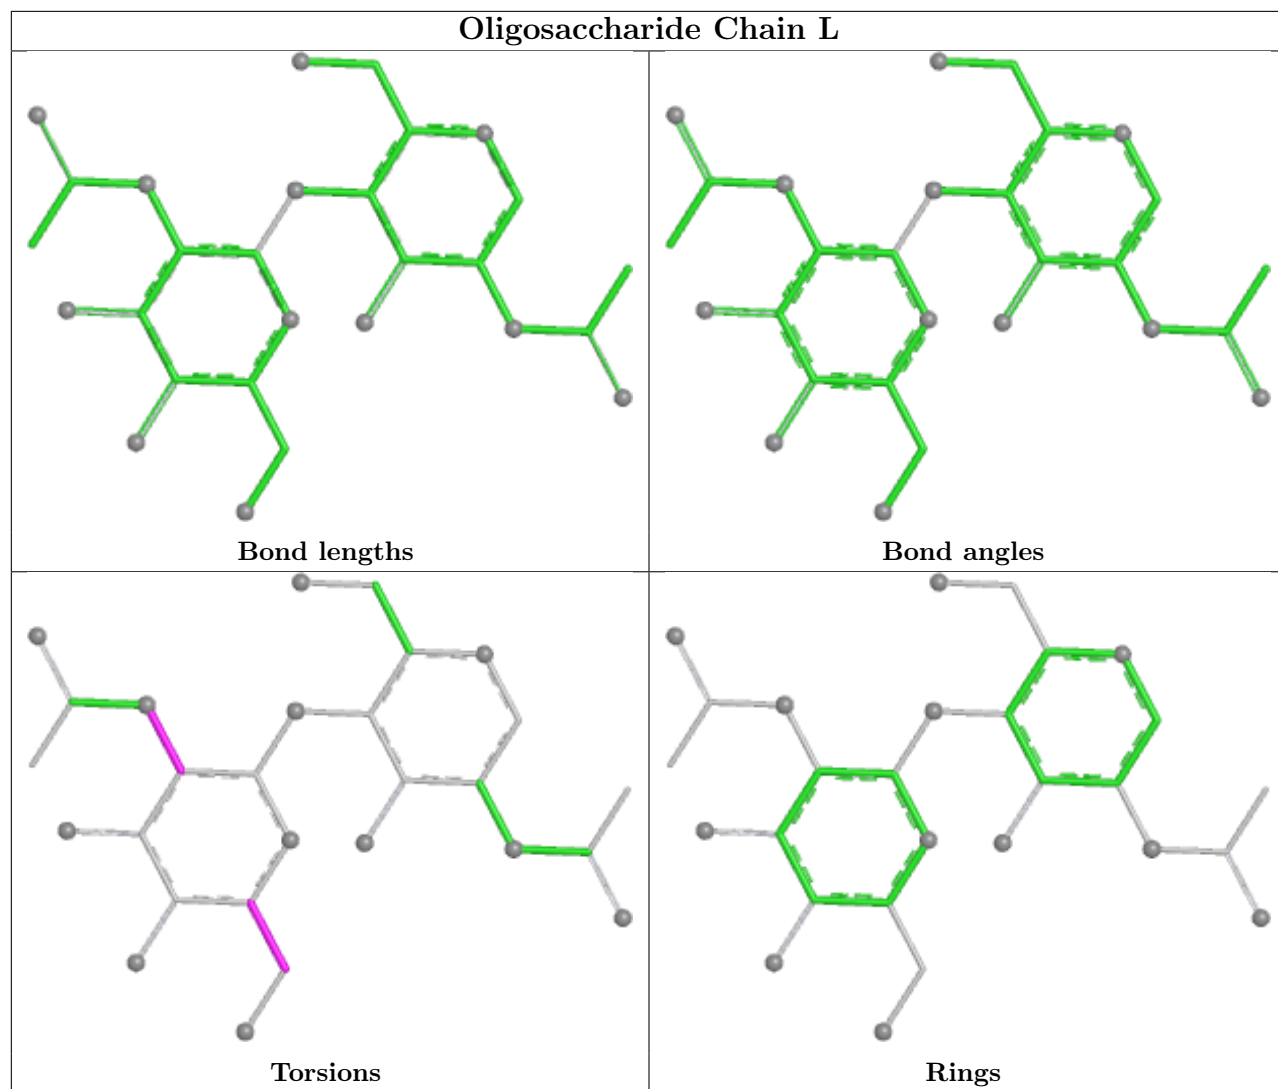 Oligosaccharide Chain L
Bond lengths
Bond angles
Torsions
Rings